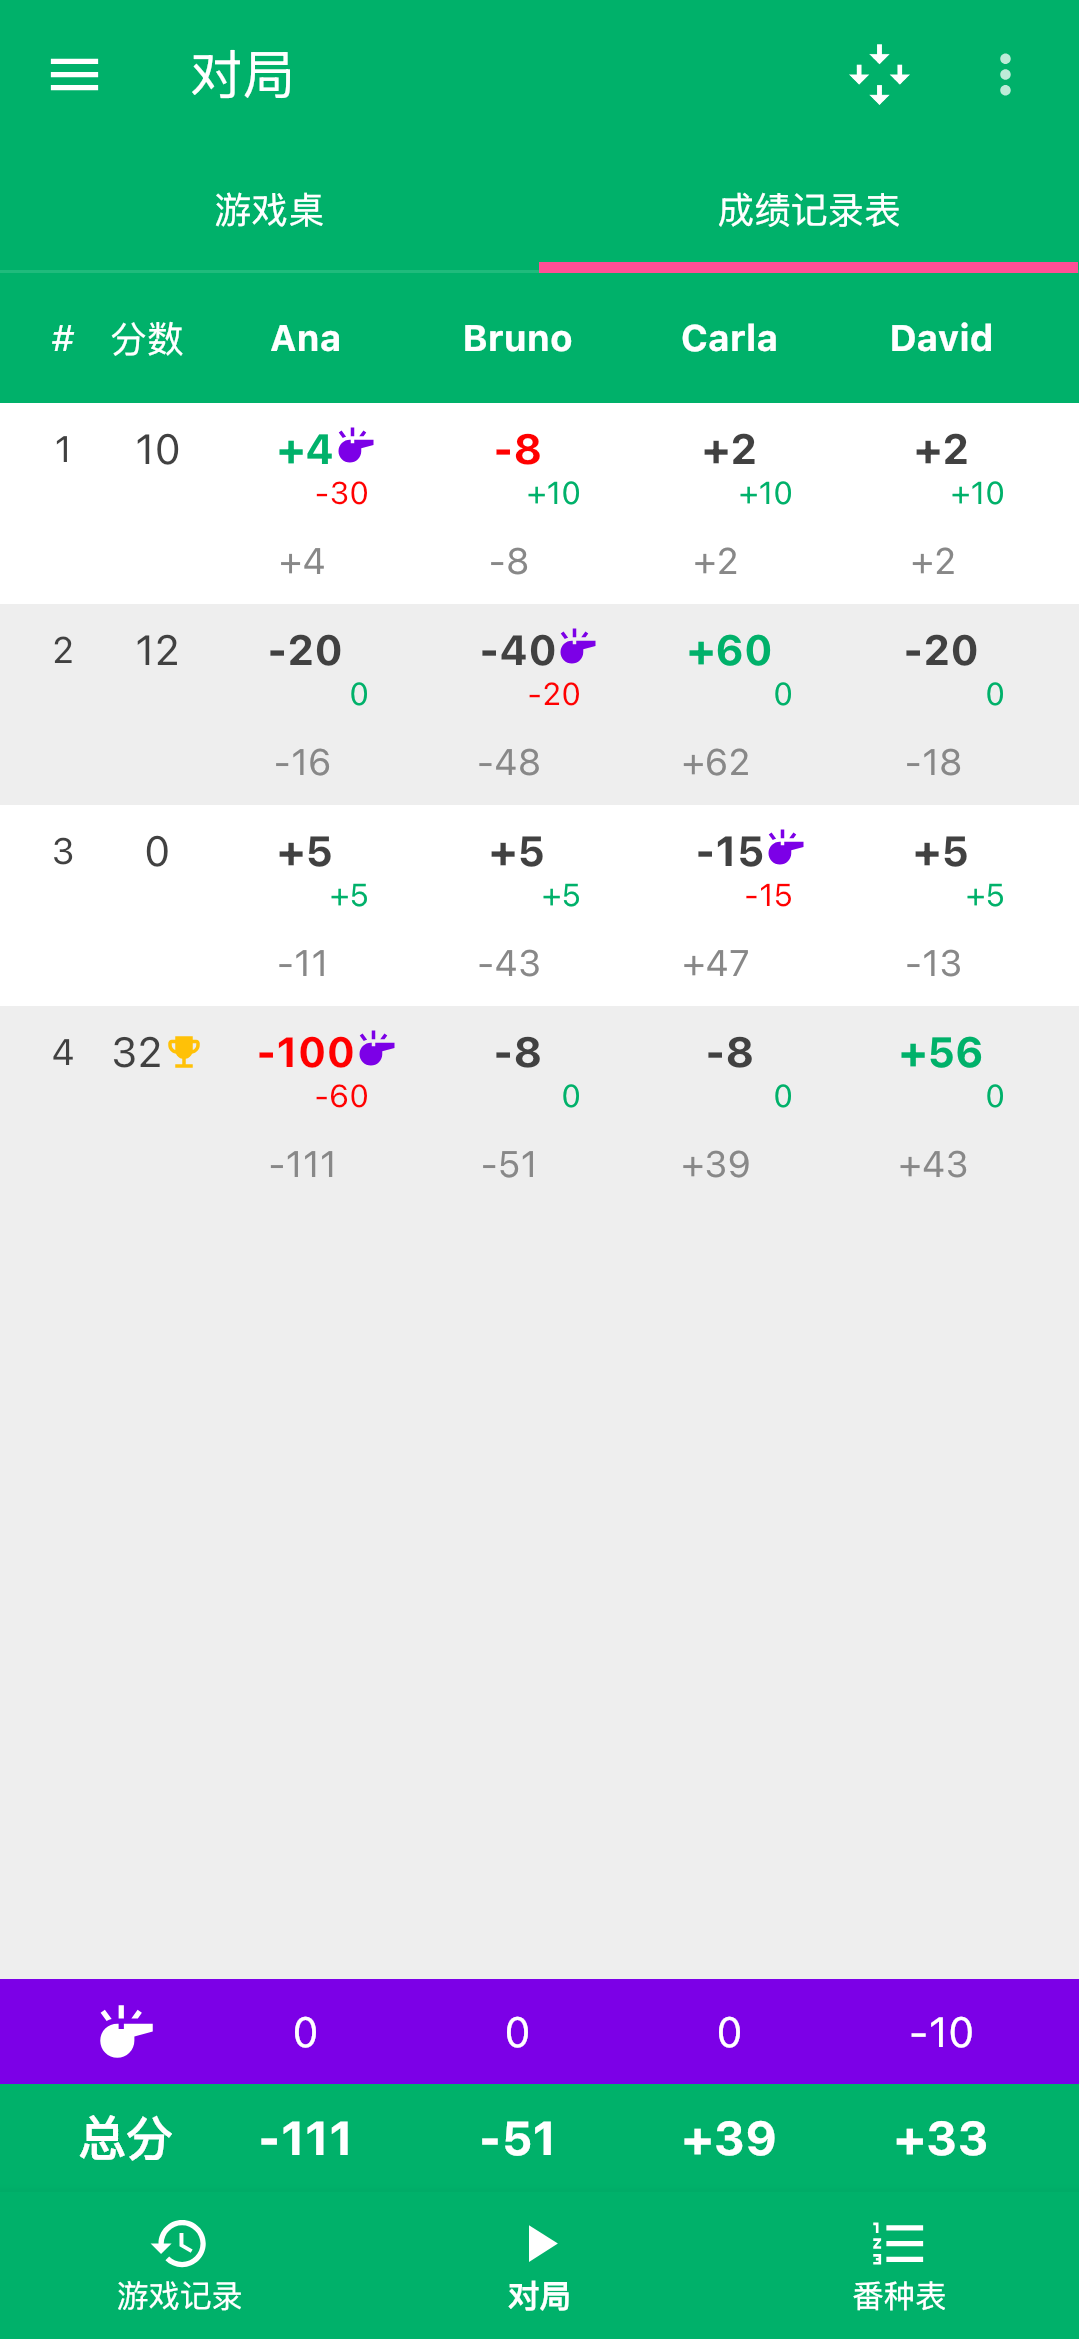 对局
游戏桌 成绩记录表
# 分数 Ana Bruno Carla David
1 10 +4 -8 +2 +2
-30 +10 +10 +10
+4 -8 +2 +2
2 12 -20 -40 +60 -20
0 -20 0 0
-16 -48 +62 -18
3 0 +5 +5 -15 +5
+5 +5 -15 +5
-11 -43 +47 -13
4 32 -100 -8 -8 +56
-60 0 0 0
-111 -51 +39 +43
0 0 0 -10
总分 -111 -51 +39 +33
游戏记录 对局 番种表